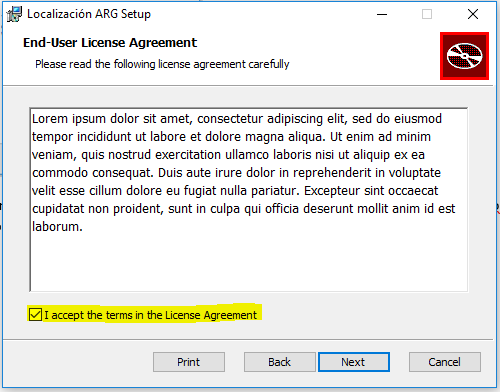 Localización ARG Setup
End-User License Agreement
Please read the following license agreement carefully
Lorem ipsum dolor sit amet, consectetur adipiscing elit, sed do eiusmod
tempor incididunt ut labore et dolore magna aliqua. Ut enim ad minim
veniam, quis nostrud exercitation ullamco laboris nisi ut aliquip ex ea
commodo consequat. Duis aute irure dolor in reprehenderit in voluptate
velit esse cillum dolore eu fugiat nulla pariatur. Excepteur sint occaecat
cupidatat non proident, sunt in culpa qui officia deserunt mollit anim id est
laborum.
I accept the terms in the License Agreement
Print Back Next Cancel